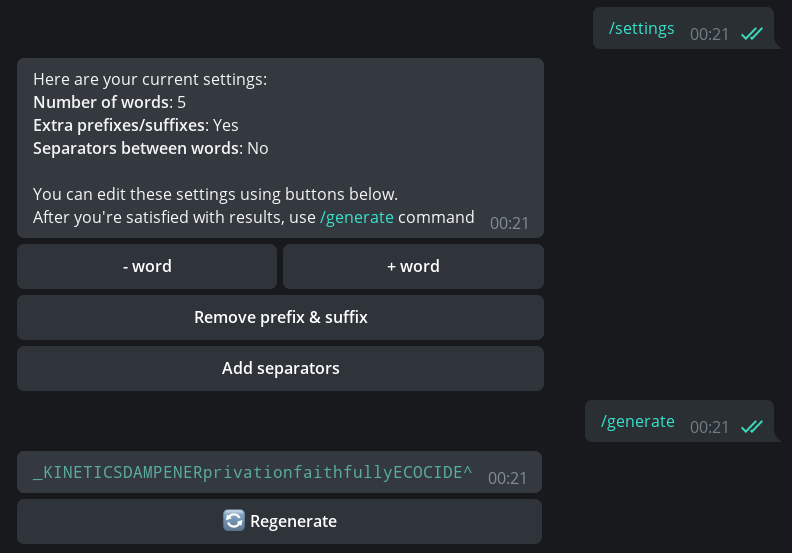 /settings 00:21
Here are your current settings:
Number of words: 5
Extra prefixes/suffixes: Yes
Separators between words: No
You can edit these settings using buttons below.
After you're satisfied with results, use /generate command 00:21
- word
+ word
Remove prefix & suffix
Add separators
/generate 00:21
_KINETICSDAMPENERprivationfaithfullyECOCIDE^ 00:21
Regenerate